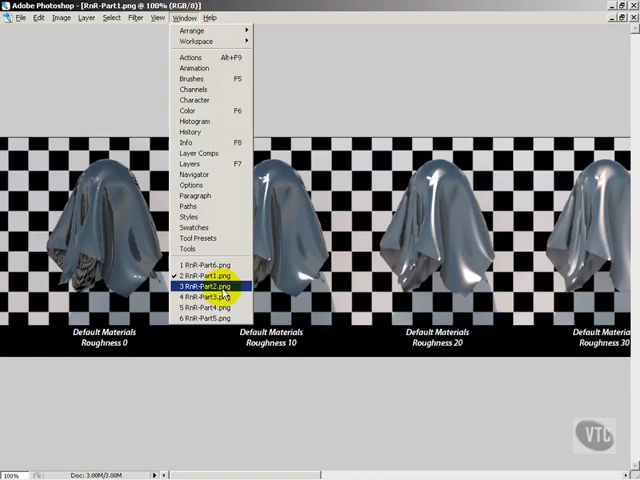 Adobe Photoshop - [RnR-Part1.png @ 100% (RGB/8)]
File Edit Image Layer Select Filter View Window Help
Arrange
Workspace
Actions Alt+F9
Animation
Brushes F5
Channels
Character
Color F6
Histogram
History
Info F8
Layer Comps
Layers F7
Navigator
Options
Paragraph
Paths
Styles
Swatches
Tool Presets
Tools
1 RnR-Part6.png
2 RnR-Part1.png
3 RnR-Part2.png
4 RnR-Part3.png
5 RnR-Part4.png
6 RnR-Part5.png
Default Materials
Roughness 0
Default Materials
Roughness 10
Default Materials
Roughness 20
Default Materials
Roughness 30
VTC
100% Doc: 3.00M/3.00M